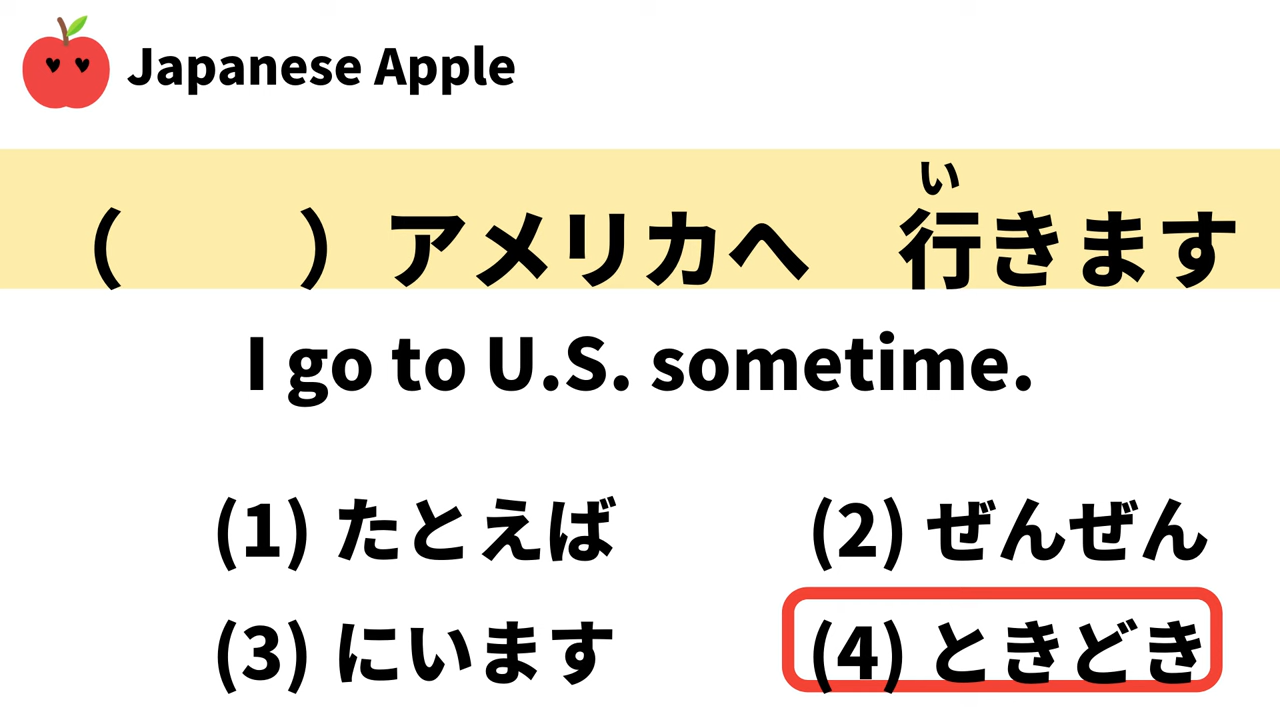 Japanese Apple
い
(　　)アメリカへ　行きます
I go to U.S. sometime.
(1) たとえば　(2) ぜんぜん
(3) にいます　(4) ときどき